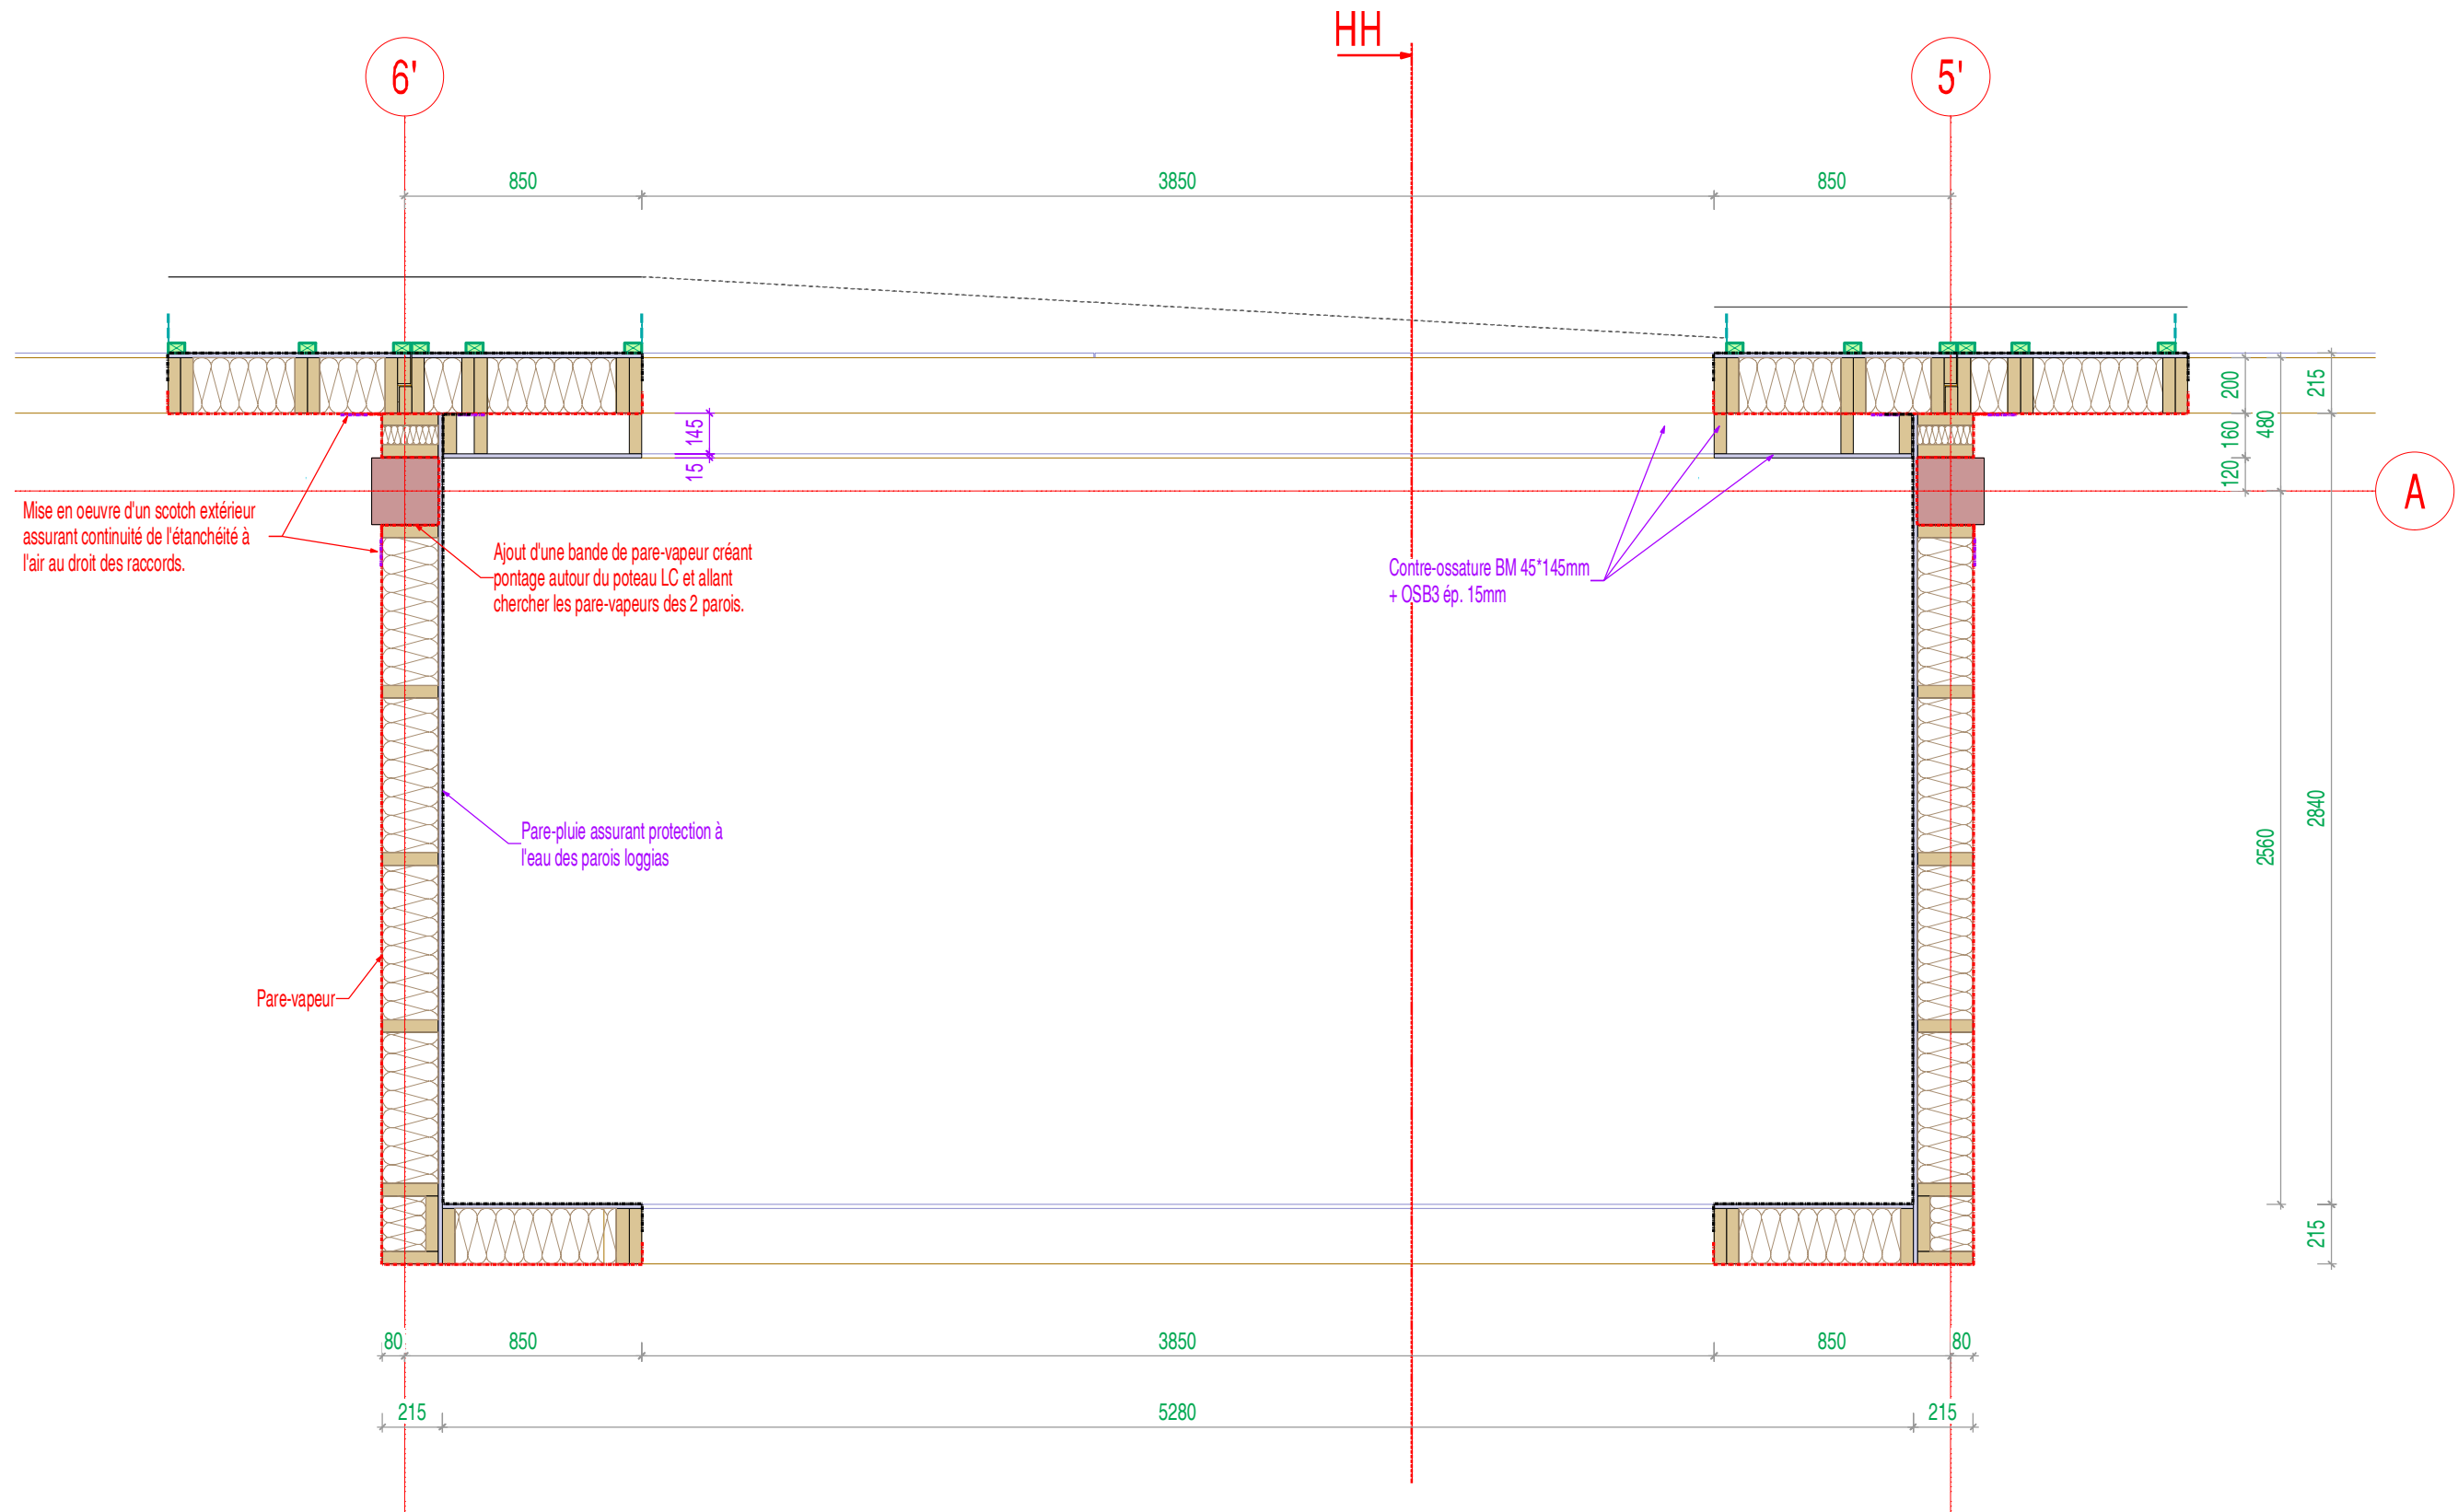 HH
6'
5'
850
3850
850
200
215
480
145
160
15
120
A
Mise en oeuvre d'un scotch extérieur
assurant continuité de l'étanchéité à
l'air au droit des raccords.
Ajout d'une bande de pare-vapeur créant
pontage autour du poteau LC et allant
chercher les pare-vapeurs des 2 parois.
Contre-ossature BM 45*145mm
+ OSB3 ép. 15mm
2840
2560
Pare-pluie assurant protection à
l'eau des parois loggias
Pare-vapeur
215
80
850
3850
850
80
215
5280
215